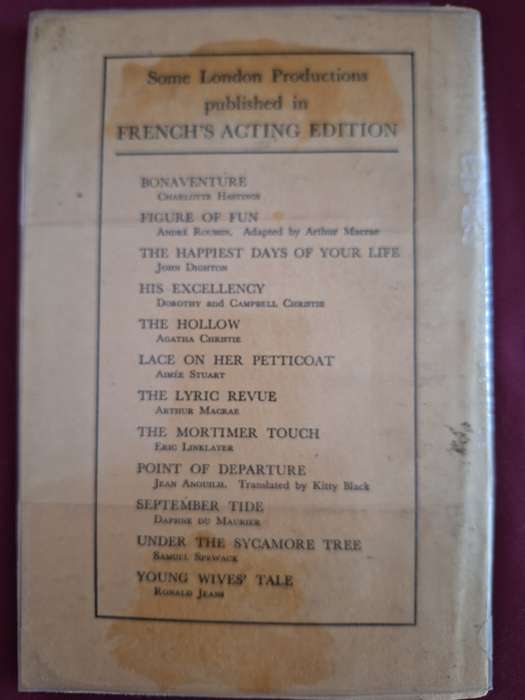 Some London Productions
published in
FRENCH'S ACTING EDITION
BONAVENTURE
CHARLOTTE HASTINGS
FIGURE OF FUN
ANDRÉ ROUSSIN. Adapted by Arthur Macrae
THE HAPPIEST DAYS OF YOUR LIFE
JOHN DIGHTON
HIS EXCELLENCY
DOROTHY and CAMPBELL CHRISTIE
THE HOLLOW
AGATHA CHRISTIE
LACE ON HER PETTICOAT
AIMÉE STUART
THE LYRIC REVUE
ARTHUR MACRAE
THE MORTIMER TOUCH
ERIC LINKLATER
POINT OF DEPARTURE
JEAN ANOUILH. Translated by Kitty Black
SEPTEMBER TIDE
DAPHNE DU MAURIER
UNDER THE SYCAMORE TREE
SAMUEL SPEWACK
YOUNG WIVES' TALE
RONALD JEANS